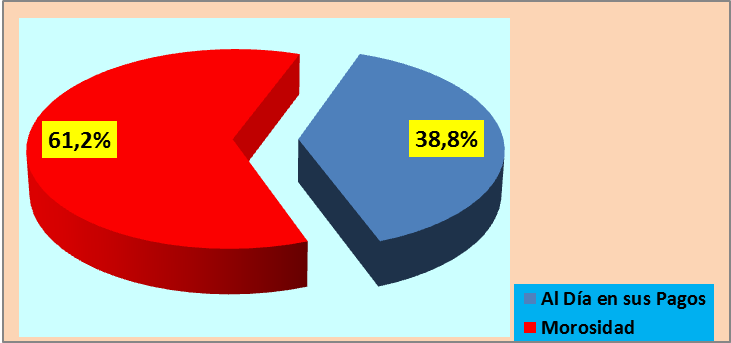 61,2%
38,8%
Al Día en sus Pagos
Morosidad